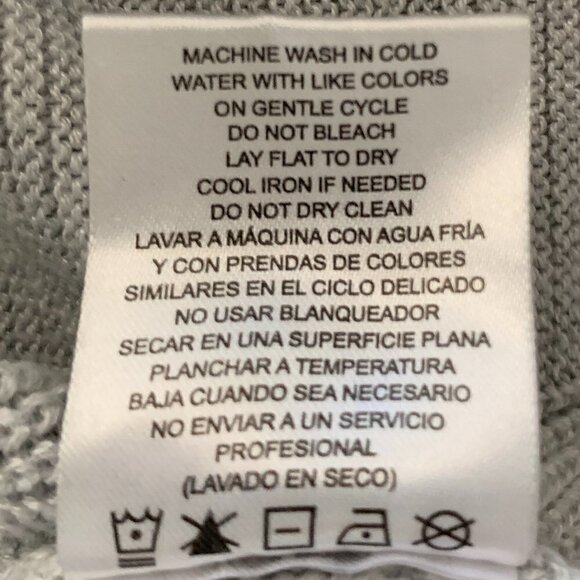 MACHINE WASH IN COLD
WATER WITH LIKE COLORS
ON GENTLE CYCLE
DO NOT BLEACH
LAY FLAT TO DRY
COOL IRON IF NEEDED
DO NOT DRY CLEAN
LAVAR A MÁQUINA CON AGUA FRÍA
Y CON PRENDAS DE COLORES
SIMILARES EN EL CICLO DELICADO
NO USAR BLANQUEADOR
SECAR EN UNA SUPERFICIE PLANA
PLANCHAR A TEMPERATURA
BAJA CUANDO SEA NECESARIO
NO ENVIAR A UN SERVICIO
PROFESIONAL
(LAVADO EN SECO)